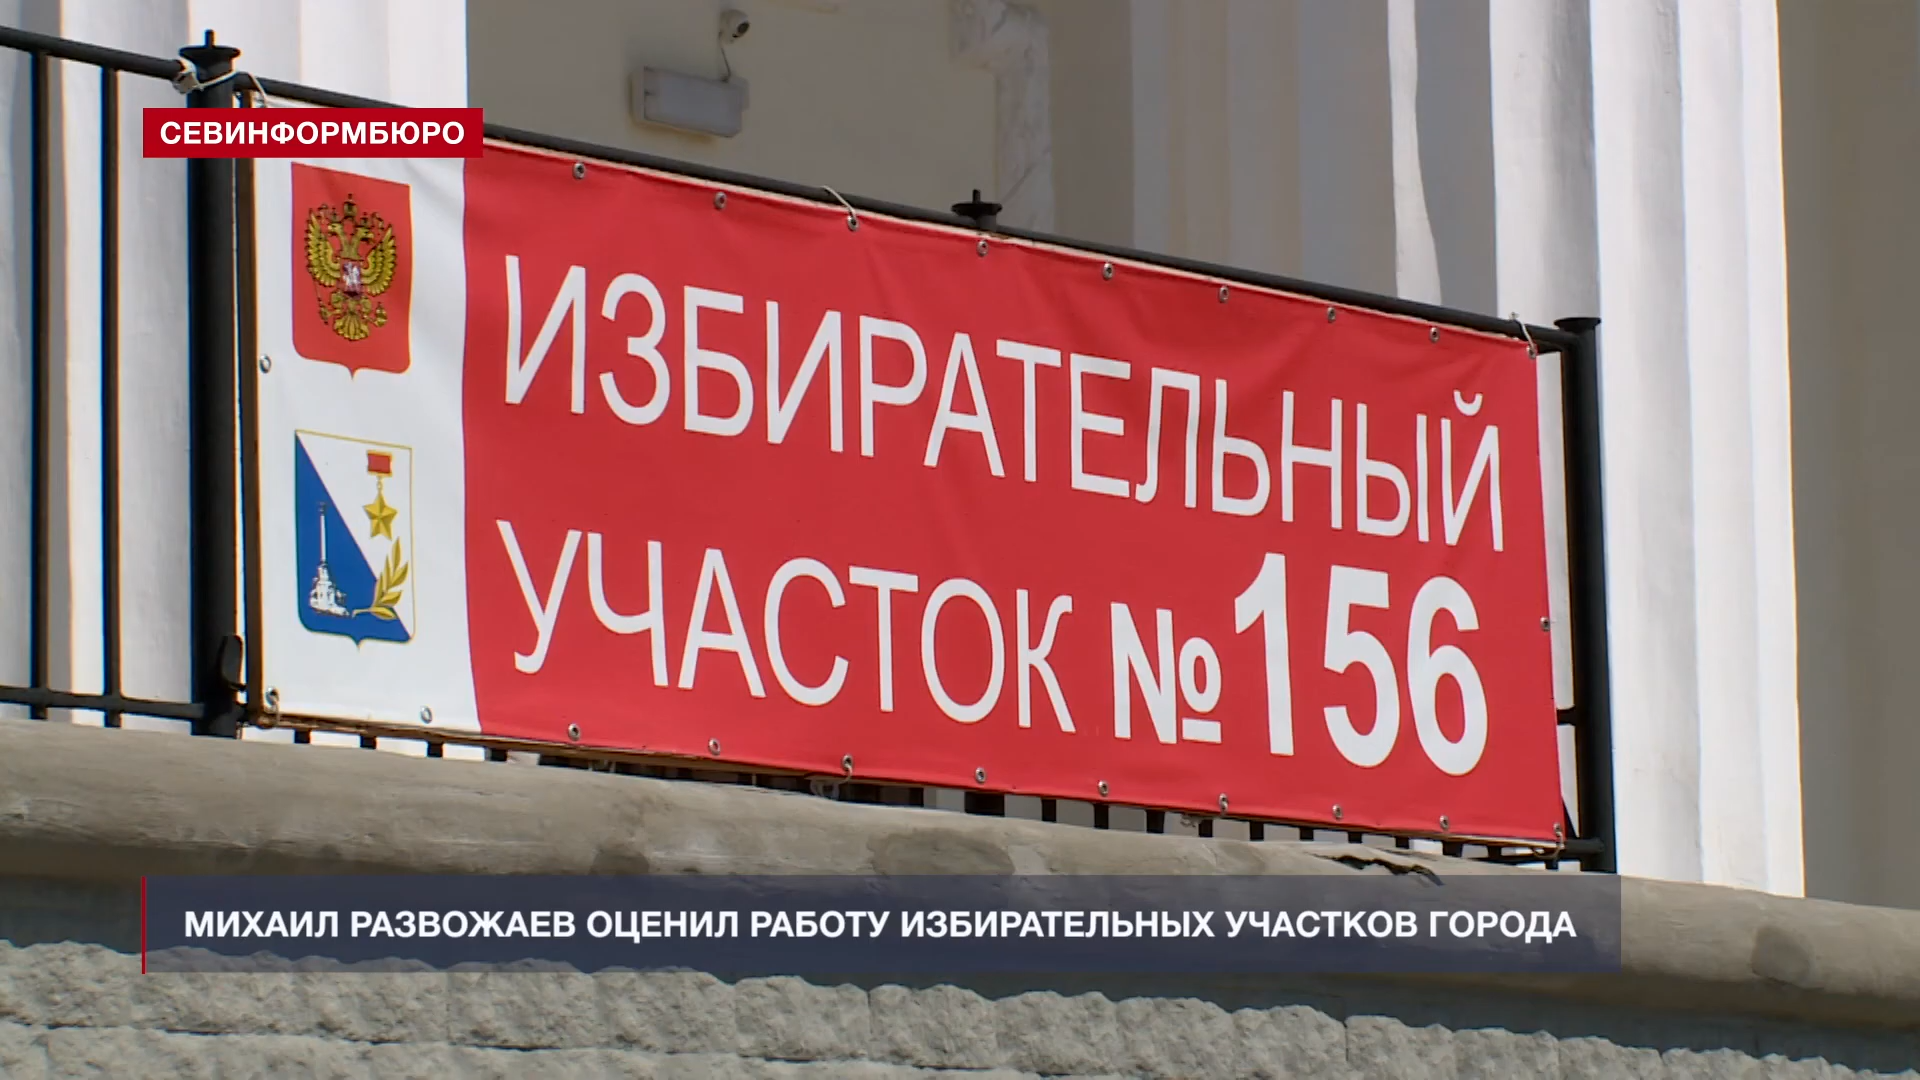 СЕВИНФОРМБЮРО
ИЗБИРАТЕЛЬНЫЙ
УЧАСТОК №156
МИХАИЛ РАЗВОЖАЕВ ОЦЕНИЛ РАБОТУ ИЗБИРАТЕЛЬНЫХ УЧАСТКОВ ГОРОДА